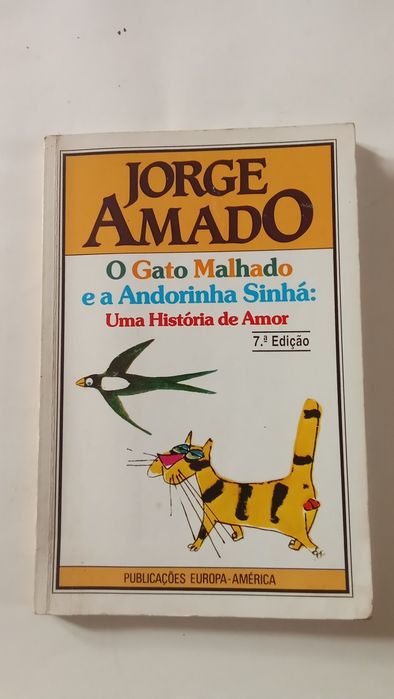 JORGE
AMADO
O Gato Malhado
e a Andorinha Sinhá:
Uma História de Amor
7.ª Edição
PUBLICAÇÕES EUROPA-AMÉRICA